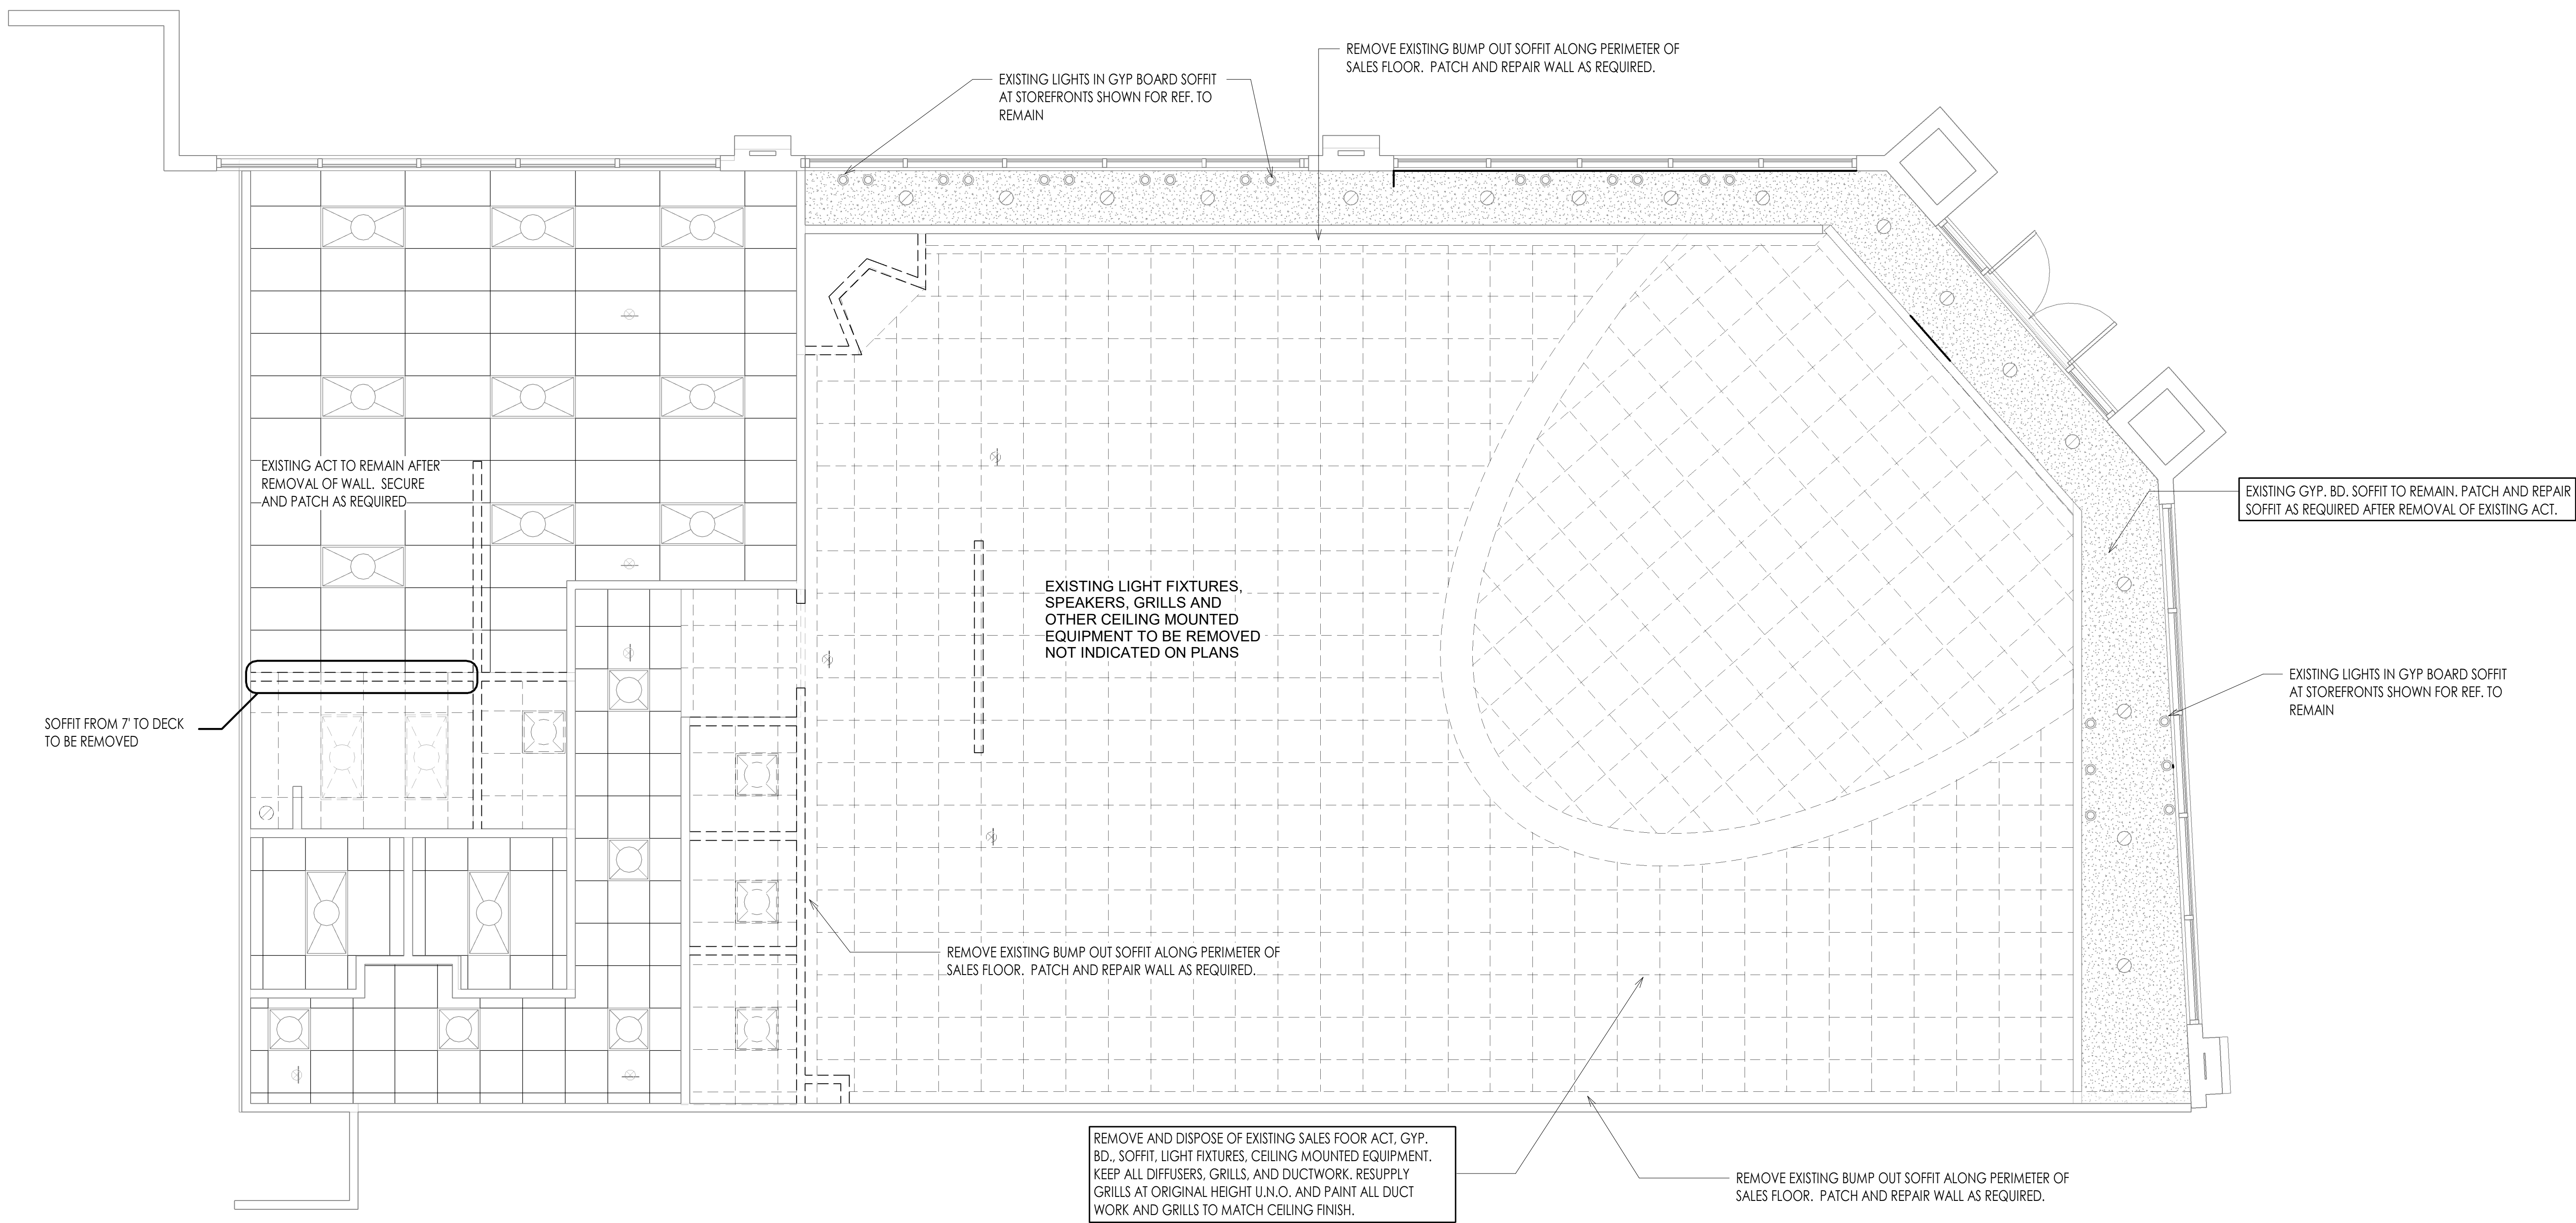 REMOVE EXISTING BUMP OUT SOFFIT ALONG PERIMETER OF
SALES FLOOR. PATCH AND REPAIR WALL AS REQUIRED.
EXISTING LIGHTS IN GYP BOARD SOFFIT
AT STOREFRONTS SHOWN FOR REF. TO
REMAIN
EXISTING ACT TO REMAIN AFTER
REMOVAL OF WALL. SECURE
AND PATCH AS REQUIRED
EXISTING GYP. BD. SOFFIT TO REMAIN. PATCH AND REPAIR
SOFFIT AS REQUIRED AFTER REMOVAL OF EXISTING ACT.
EXISTING LIGHT FIXTURES,
SPEAKERS, GRILLS AND
OTHER CEILING MOUNTED
EQUIPMENT TO BE REMOVED
NOT INDICATED ON PLANS
EXISTING LIGHTS IN GYP BOARD SOFFIT
AT STOREFRONTS SHOWN FOR REF. TO
REMAIN
SOFFIT FROM 7' TO DECK
TO BE REMOVED
REMOVE EXISTING BUMP OUT SOFFIT ALONG PERIMETER OF
SALES FLOOR. PATCH AND REPAIR WALL AS REQUIRED.
REMOVE AND DISPOSE OF EXISTING SALES FOOR ACT, GYP.
BD., SOFFIT, LIGHT FIXTURES, CEILING MOUNTED EQUIPMENT.
KEEP ALL DIFFUSERS, GRILLS, AND DUCTWORK. RESUPPLY
GRILLS AT ORIGINAL HEIGHT U.N.O. AND PAINT ALL DUCT
WORK AND GRILLS TO MATCH CEILING FINISH.
REMOVE EXISTING BUMP OUT SOFFIT ALONG PERIMETER OF
SALES FLOOR. PATCH AND REPAIR WALL AS REQUIRED.